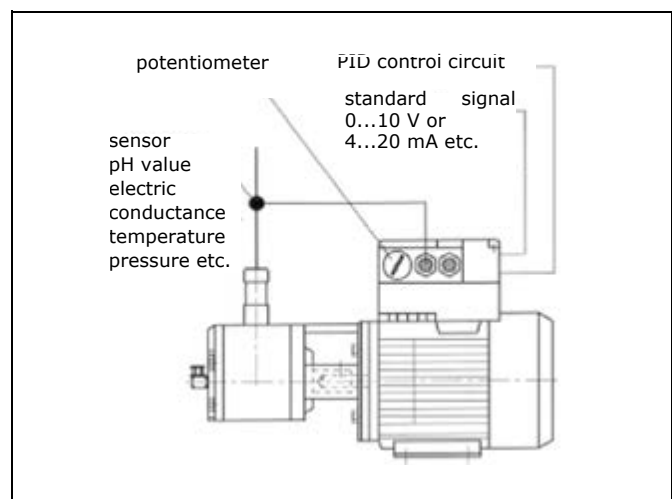 potentiometer
PID control circuit
standard signal
0...10 V or
4...20 mA etc.
sensor
pH value
electric
conductance
temperature
pressure etc.